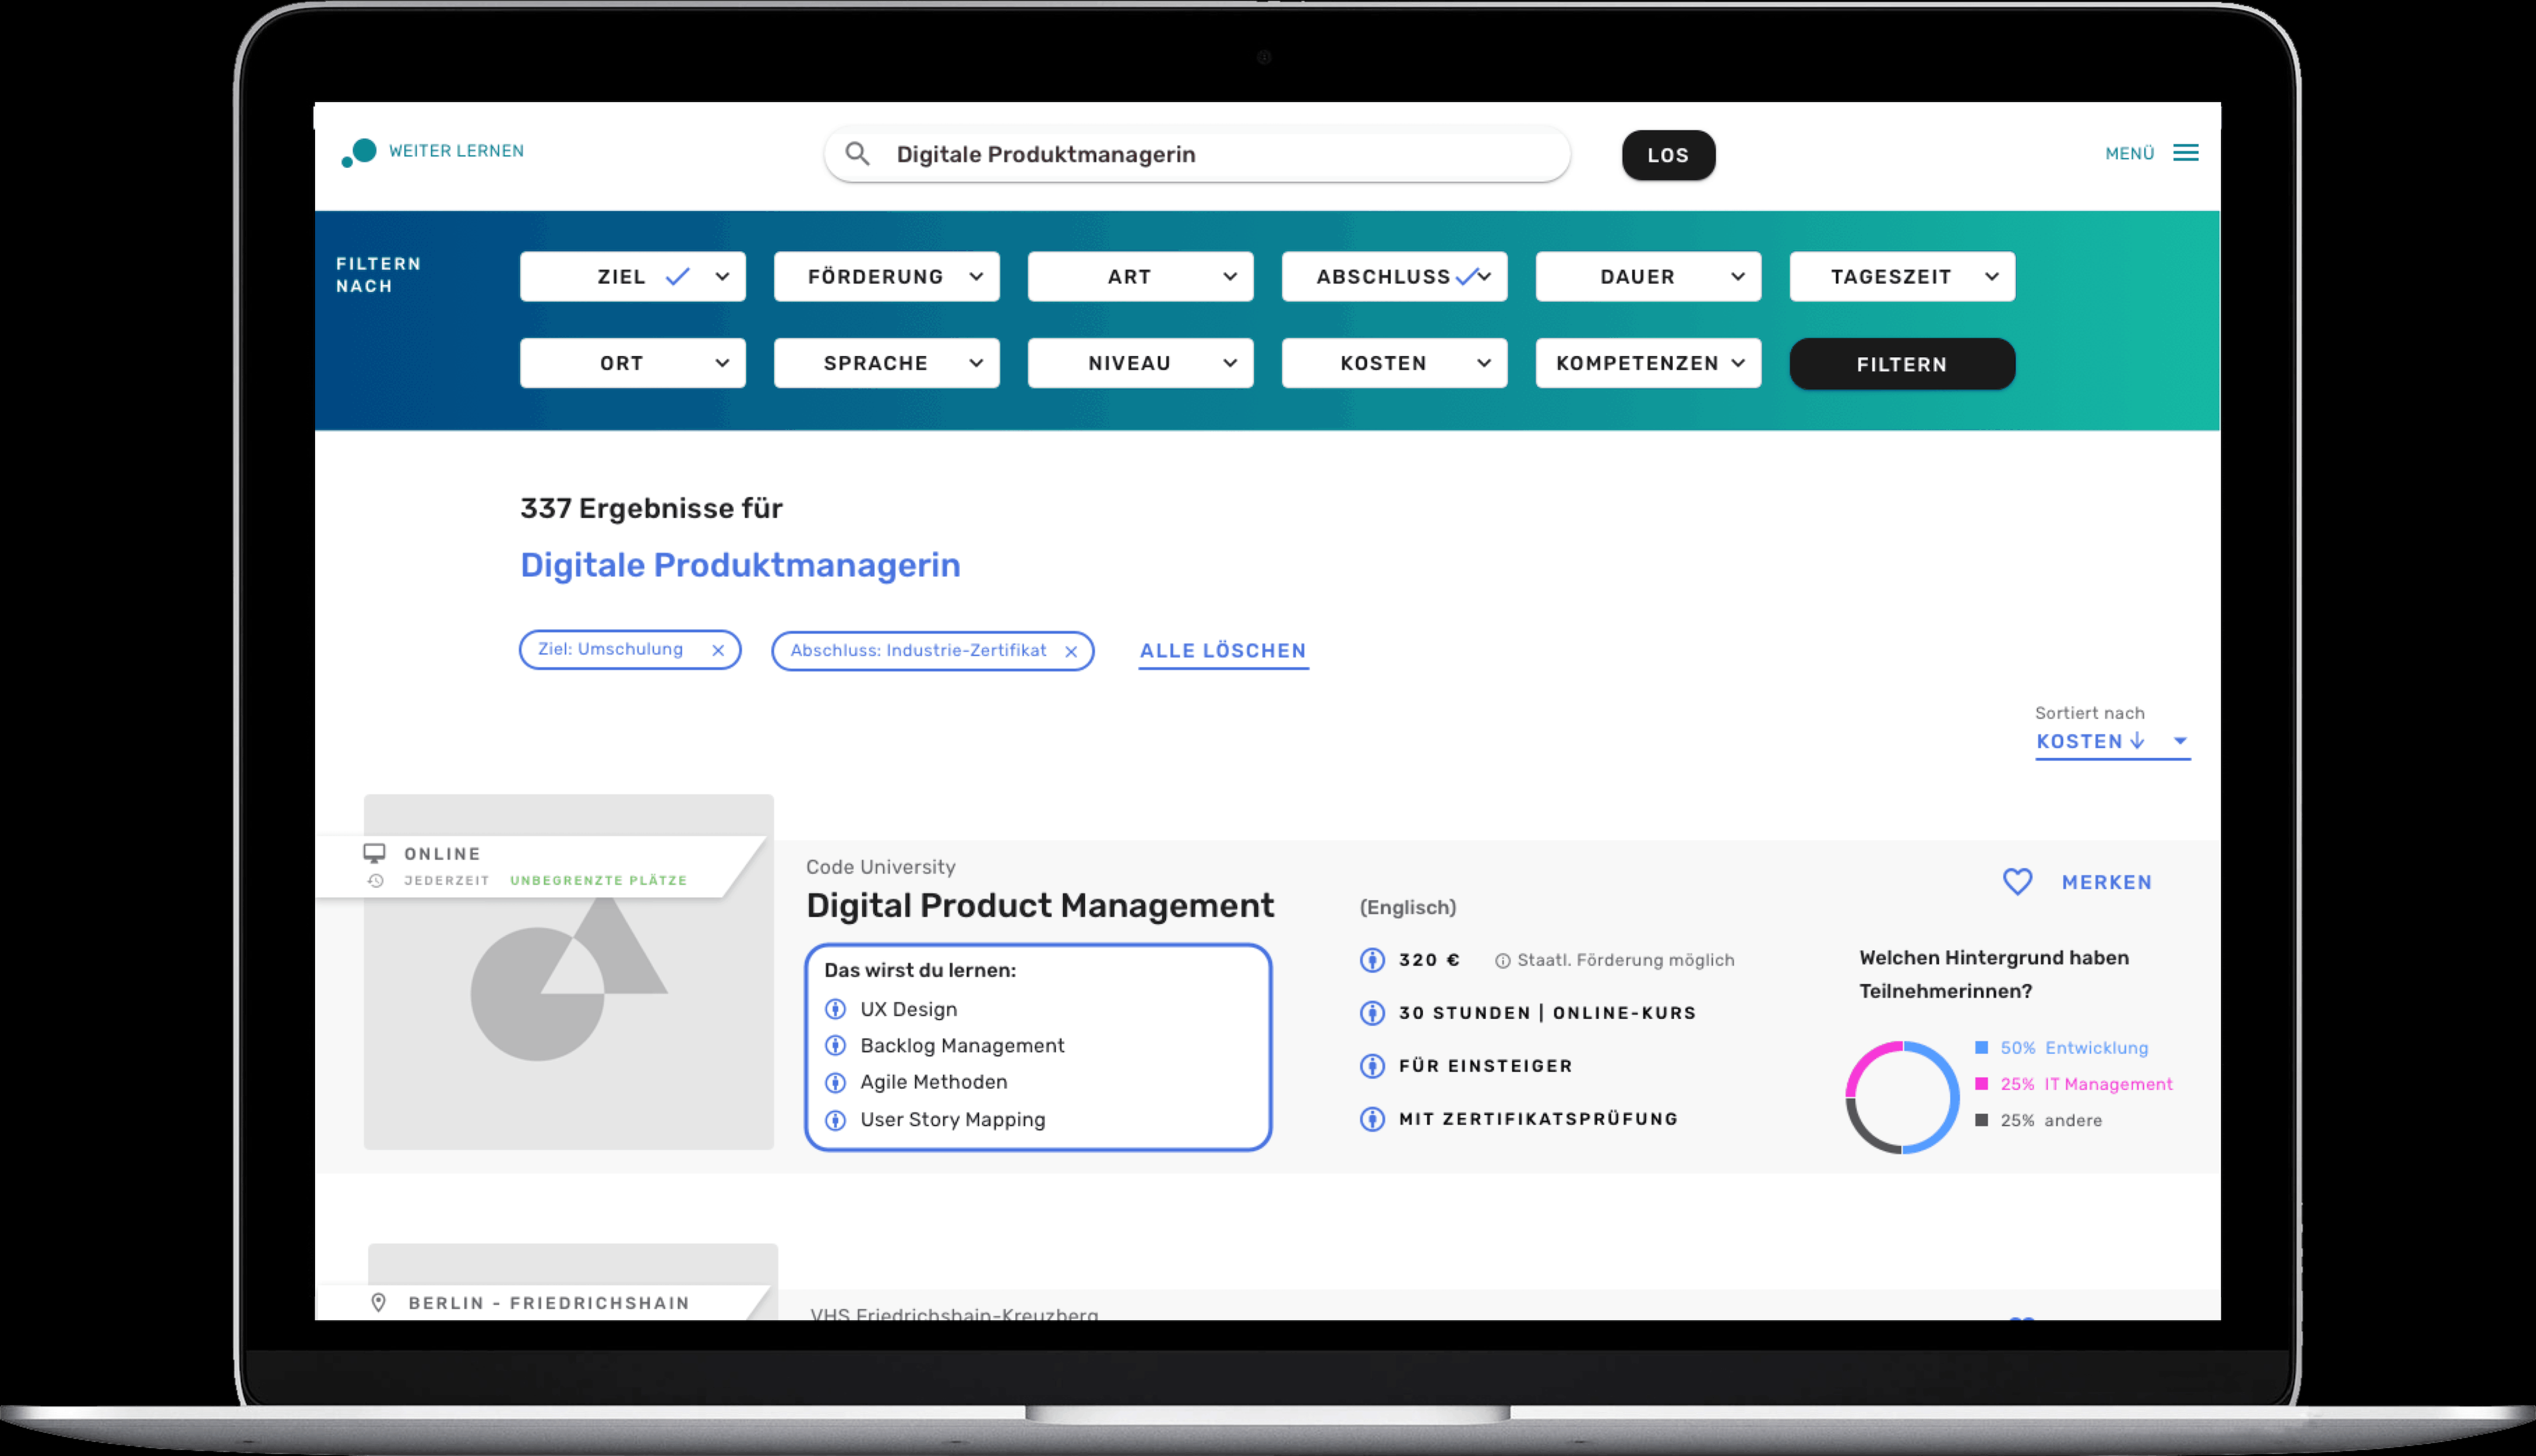 WEITER LERNEN
Digitale Produktmanagerin
LOS
MENÜ
FILTERN
NACH
ZIEL
FÖRDERUNG
ART
ABSCHLUSS
DAUER
TAGESZEIT
ORT
SPRACHE
NIVEAU
KOSTEN
KOMPETENZEN
FILTERN
337 Ergebnisse für
Digitale Produktmanagerin
Ziel: Umschulung
Abschluss: Industrie-Zertifikat
ALLE LÖSCHEN
Sortiert nach
KOSTEN
ONLINE
JEDERZEIT UNBEGRENZTE PLÄTZE
Code University
Digital Product Management
(Englisch)
Das wirst du lernen:
UX Design
Backlog Management
Agile Methoden
User Story Mapping
320 € Staatl. Förderung möglich
30 STUNDEN | ONLINE-KURS
FÜR EINSTEIGER
MIT ZERTIFIKATSPRÜFUNG
MERKEN
Welchen Hintergrund haben
Teilnehmerinnen?
50% Entwicklung
25% IT Management
25% andere
BERLIN - FRIEDRICHSHAIN
VHS Friedrichshain-Kreuzberg